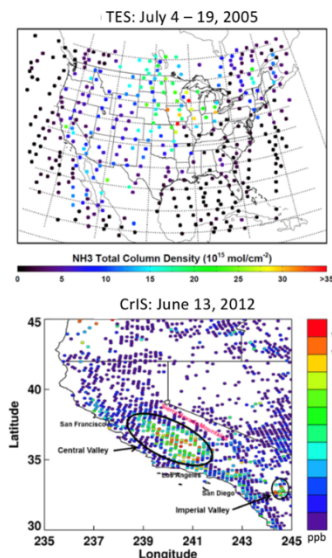 TES: July 4 – 19, 2005
NH3 Total Column Density (10¹⁵ mol/cm⁻²)
0 5 10 15 20 25 30 >35
CrIS: June 13, 2012
45
40
35
30
Latitude
San Francisco
Central Valley
Los Angeles
San Diego
Imperial Valley
ppb
235 237 239 241 243 245
Longitude